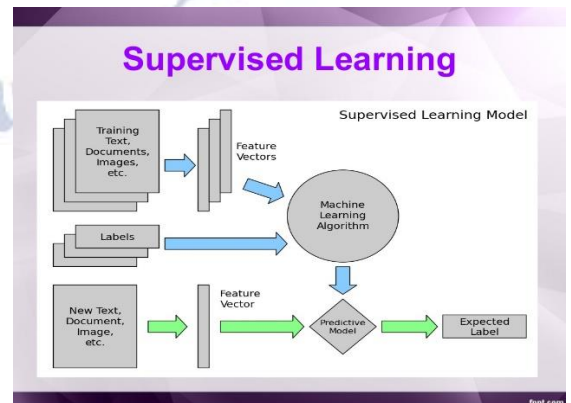 Supervised Learning
Supervised Learning Model
Training
Text,
Documents,
Images,
etc.
Feature
Vectors
Machine
Learning
Algorithm
Labels
New Text,
Document,
Image,
etc.
Feature
Vector
Predictive
Model
Expected
Label